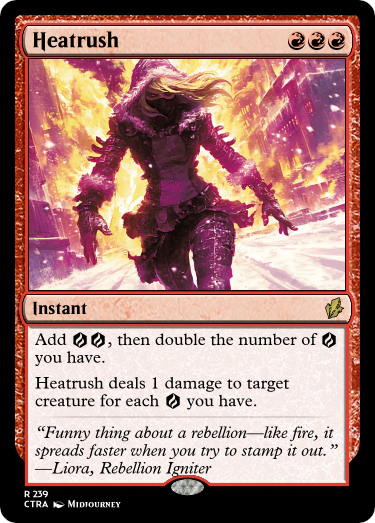 Heatrush
Instant
Add, then double the number of
you have.
Heatrush deals 1 damage to target
creature for each you have.
“Funny thing about a rebellion—like fire, it
spreads faster when you try to stamp it out.”
—Liora, Rebellion Igniter
R 239
CTRA Midjourney